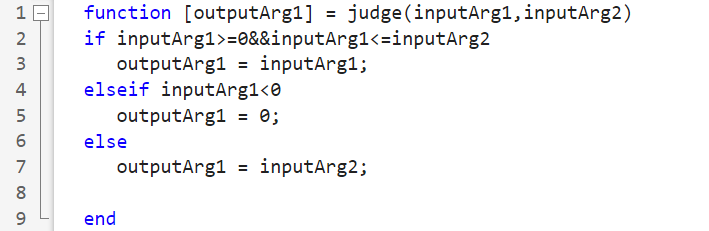 1 function [outputArg1] = judge(inputArg1,inputArg2)
2 if inputArg1>=0&&inputArg1<=inputArg2
3    outputArg1 = inputArg1;
4 elseif inputArg1<0
5    outputArg1 = 0;
6 else
7    outputArg1 = inputArg2;
8
9 end